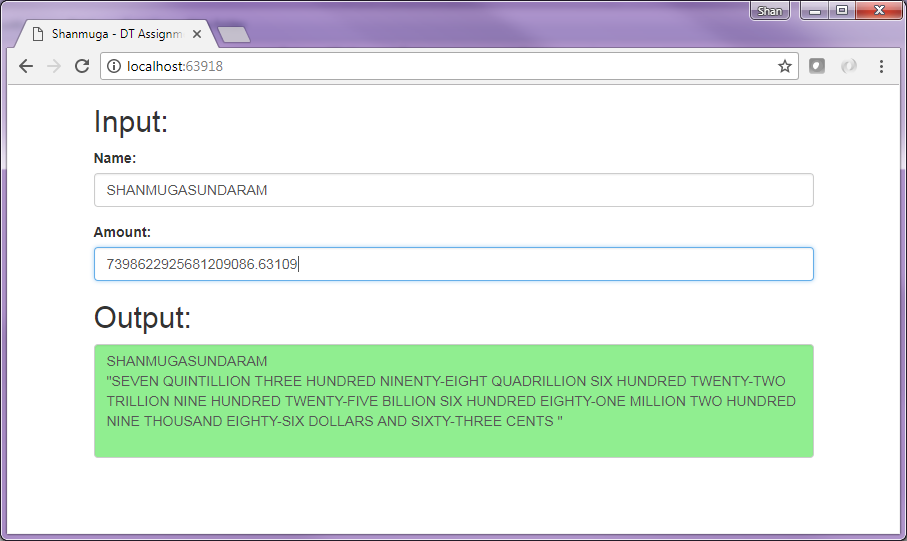 Shan
Shanmuga - DT Assignm
localhost:63918
Input:
Name:
SHANMUGASUNDARAM
Amount:
7398622925681209086.63109
Output:
SHANMUGASUNDARAM
"SEVEN QUINTILLION THREE HUNDRED NINENTY-EIGHT QUADRILLION SIX HUNDRED TWENTY-TWO
TRILLION NINE HUNDRED TWENTY-FIVE BILLION SIX HUNDRED EIGHTY-ONE MILLION TWO HUNDRED
NINE THOUSAND EIGHTY-SIX DOLLARS AND SIXTY-THREE CENTS "